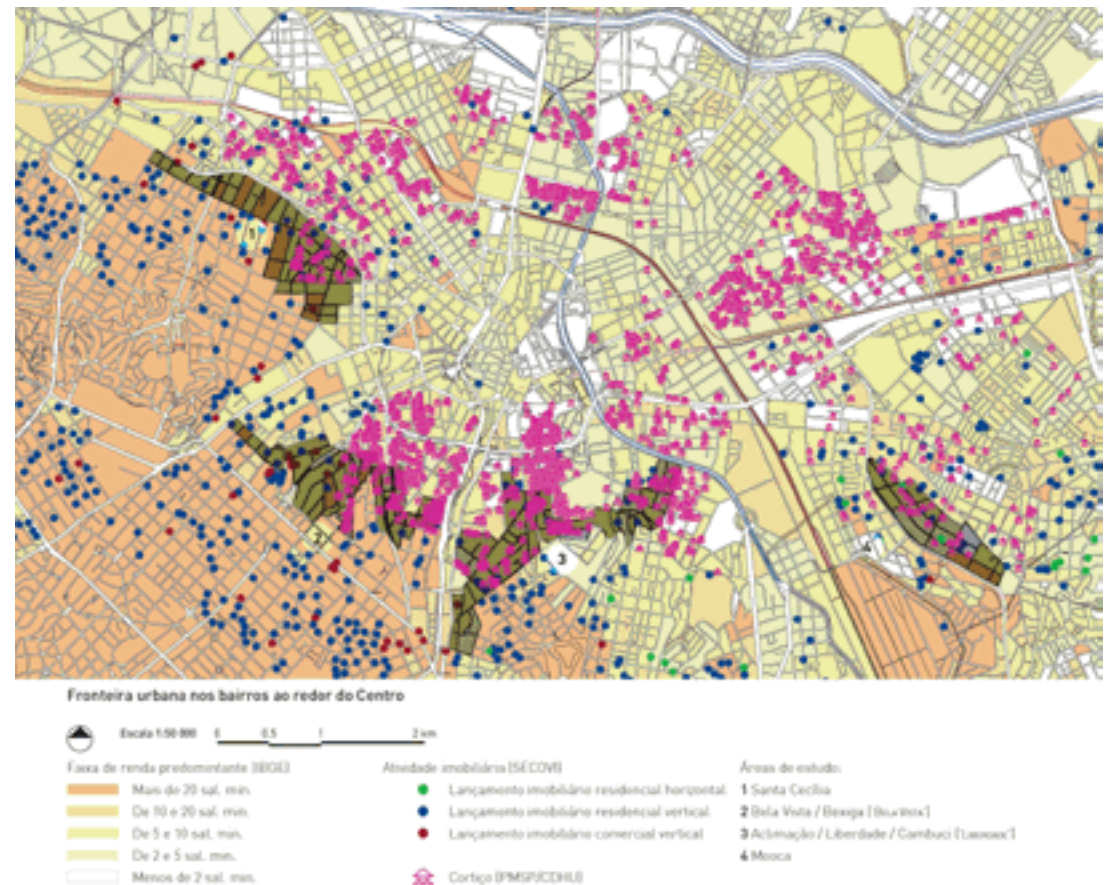 1
2
3
4
Fronteira urbana nos bairros ao redor do Centro
Escala 1:50 000 0 0.5 1 2 km
Faixa de renda predominante (IBGE)
Mais de 20 sal. min.
De 10 e 20 sal. min.
De 5 e 10 sal. min.
De 2 e 5 sal. min.
Menos de 2 sal. min.
Atividade imobiliária (SECOVI)
Lançamento imobiliário residencial horizontal
Lançamento imobiliário residencial vertical
Lançamento imobiliário comercial vertical
Cortiço (PMSP/CDHU)
Áreas de estudo:
1 Santa Cecília
2 Bela Vista / Bexiga
3 Aclimação / Liberdade / Cambuci
4 Mooca